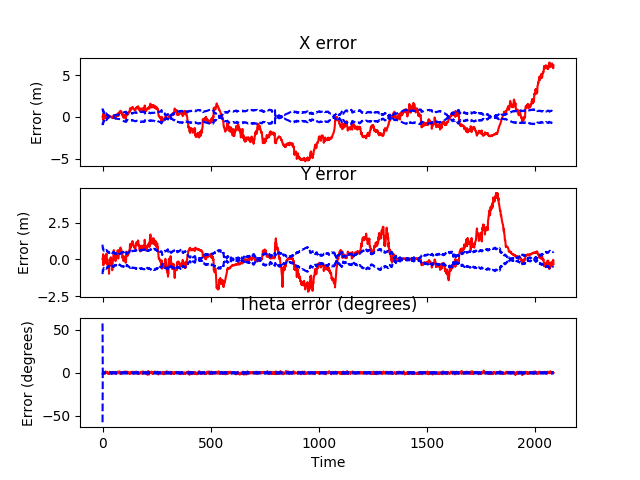 X error
5
0
−5
Error (m)
Y error
2.5
0.0
−2.5
Error (m)
Theta error (degrees)
50
0
−50
Error (degrees)
0
500
1000
1500
2000
Time